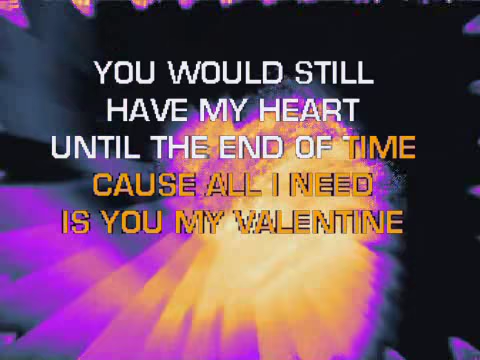 YOU WOULD STILL
HAVE MY HEART
UNTIL THE END OF TIME
CAUSE ALL I NEED
IS YOU MY VALENTINE